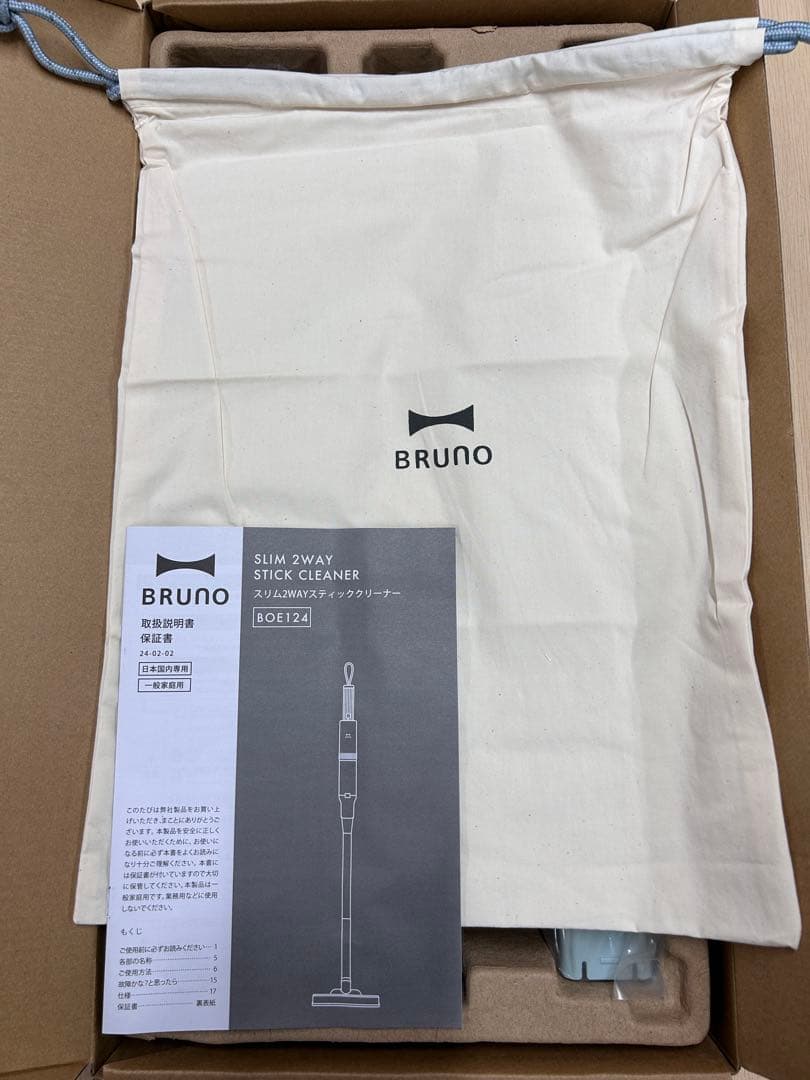 BRUNO
BRUNO
取扱説明書
保証書
24-02-02
日本国内専用
一般家庭用
SLIM 2WAY
STICK CLEANER
スリム2WAYスティッククリーナー
BOE124
このたびは弊社製品をお買い上
げいただき、まことにありがとうご
ざいます。本製品を安全に正しく
お使いいただくために、お使いに
なる前に必ず本書をよくお読みに
なり十分ご理解ください。本書に
は保証書が付いていますので大切
に保管してください。本製品は一
般家庭用です。業務用などに使用
しないでください。
もくじ
ご使用前に必ずお読みください… 1
各部の名称…………… 5
ご使用方法…………… 6
故障かな?と思ったら…… 15
仕様…………… 17
保証書…………… 裏表紙